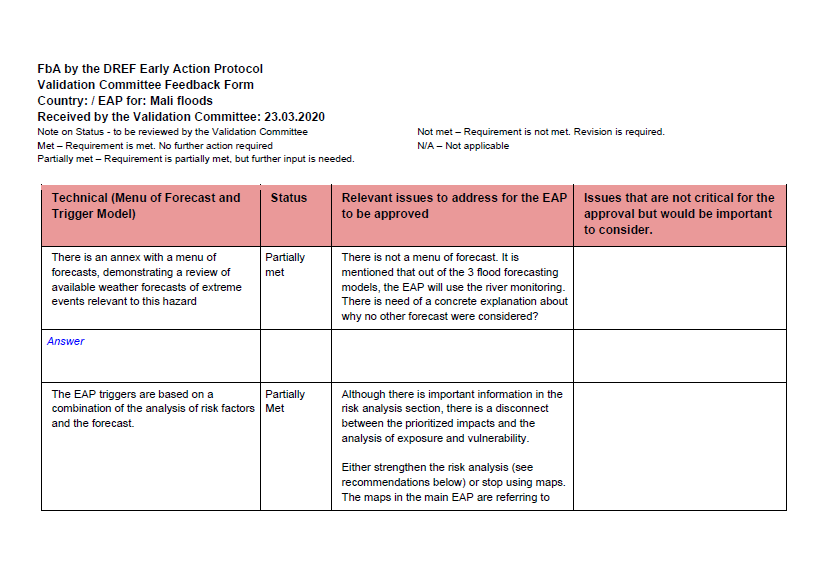 FbA by the DREF Early Action Protocol
Validation Committee Feedback Form
Country: / EAP for: Mali floods
Received by the Validation Committee: 23.03.2020
Note on Status - to be reviewed by the Validation Committee
Not met – Requirement is not met. Revision is required.
Met – Requirement is met. No further action required
N/A – Not applicable
Partially met – Requirement is partially met, but further input is needed.
Technical (Menu of Forecast and
Trigger Model)
Status
Relevant issues to address for the EAP
to be approved
Issues that are not critical for the
approval but would be important
to consider.
There is an annex with a menu of
forecasts, demonstrating a review of
available weather forecasts of extreme
events relevant to this hazard
Partially
met
There is not a menu of forecast. It is
mentioned that out of the 3 flood forecasting
models, the EAP will use the river monitoring.
There is need of a concrete explanation about
why no other forecast were considered?
Answer
The EAP triggers are based on a
combination of the analysis of risk factors
and the forecast.
Partially
Met
Although there is important information in the
risk analysis section, there is a disconnect
between the prioritized impacts and the
analysis of exposure and vulnerability.
Either strengthen the risk analysis (see
recommendations below) or stop using maps.
The maps in the main EAP are referring to